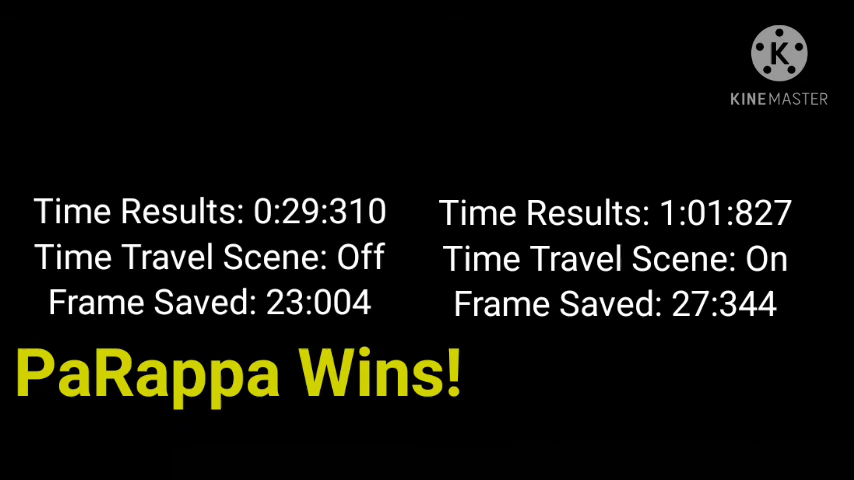 K
KINEMASTER
Time Results: 0:29:310
Time Travel Scene: Off
Frame Saved: 23:004
Time Results: 1:01:827
Time Travel Scene: On
Frame Saved: 27:344
PaRappa Wins!